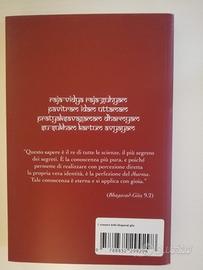 raja-vidya raja-guhyam
pavitram idam uttamam
pratyaksavagamam dharmyam
su-sukham kartum avyayam
"Questo sapere è il re di tutte le scienze, il più segreto
dei segreti. È la conoscenza più pura, e poiché
permette di realizzare con percezione diretta
la propria vera identità, è la perfezione del dharma.
Tale conoscenza è eterna e si applica con gioia."
(Bhagavad-Gītā 9.2)